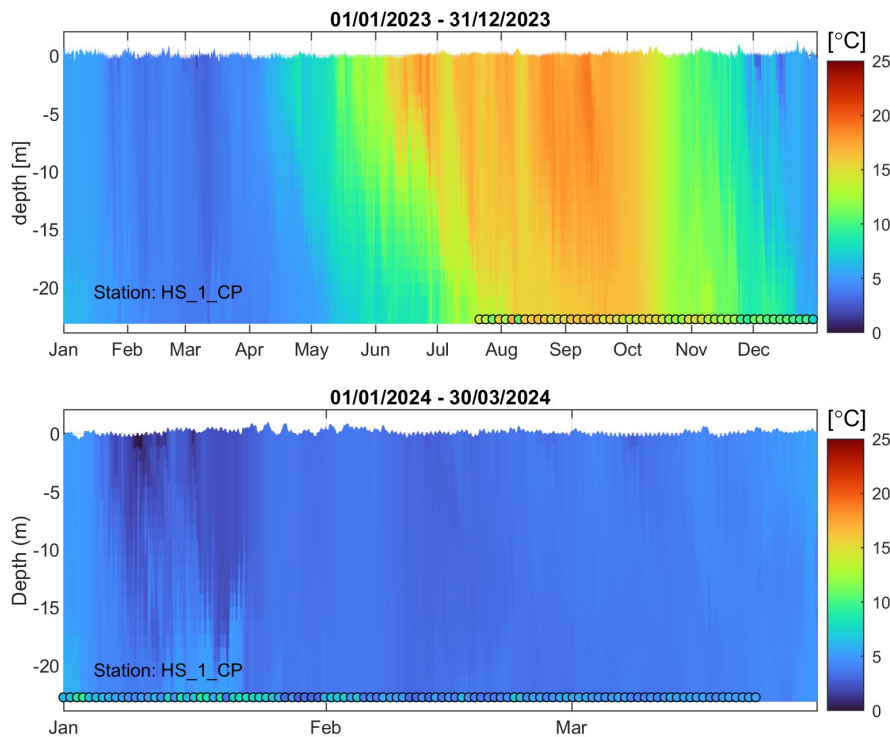 01/01/2023 - 31/12/2023
[°C]
depth [m]
0
-5
-10
-15
-20
25
20
15
10
5
0
Station: HS_1_CP
Jan Feb Mar Apr May Jun Jul Aug Sep Oct Nov Dec
01/01/2024 - 30/03/2024
[°C]
Depth (m)
0
-5
-10
-15
-20
25
20
15
10
5
0
Station: HS_1_CP
Jan Feb Mar